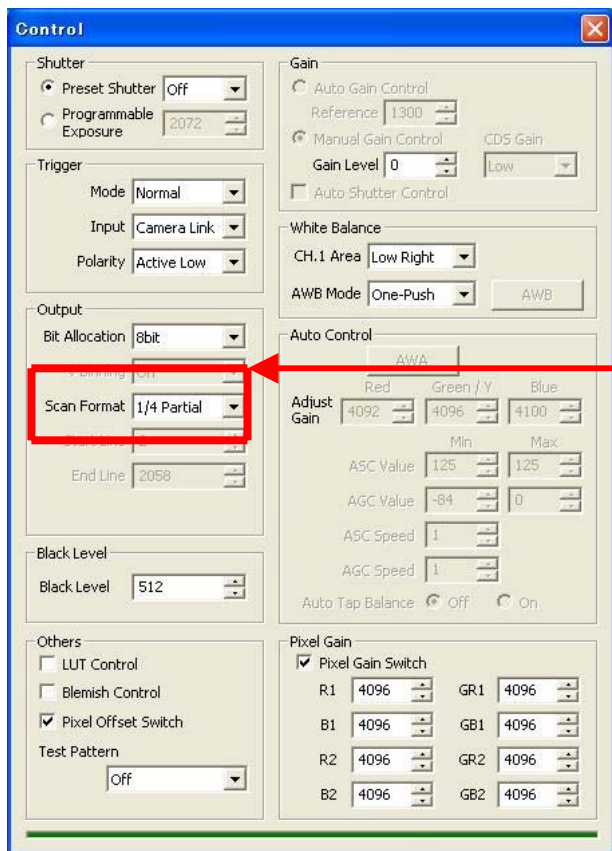 Control
Shutter
Preset Shutter Off
Programmable Exposure 2072
Trigger
Mode Normal
Input Camera Link
Polarity Active Low
Output
Bit Allocation 8bit
V Binning Off
Scan Format 1/4 Partial
Start Line 2
End Line 2058
Black Level
Black Level 512
Others
LUT Control
Blemish Control
Pixel Offset Switch
Test Pattern
Off
Gain
Auto Gain Control
Reference 1300
Manual Gain Control CDS Gain
Gain Level 0 Low
Auto Shutter Control
White Balance
CH.1 Area Low Right
AWB Mode One-Push AWB
Auto Control
AWA
Red Green / Y Blue
Adjust Gain 4092 4096 4100
Min Max
ASC Value 125 125
AGC Value -84 0
ASC Speed 1
AGC Speed 1
Auto Tap Balance Off On
Pixel Gain
Pixel Gain Switch
R1 4096 GR1 4096
B1 4096 GB1 4096
R2 4096 GR2 4096
B2 4096 GB2 4096